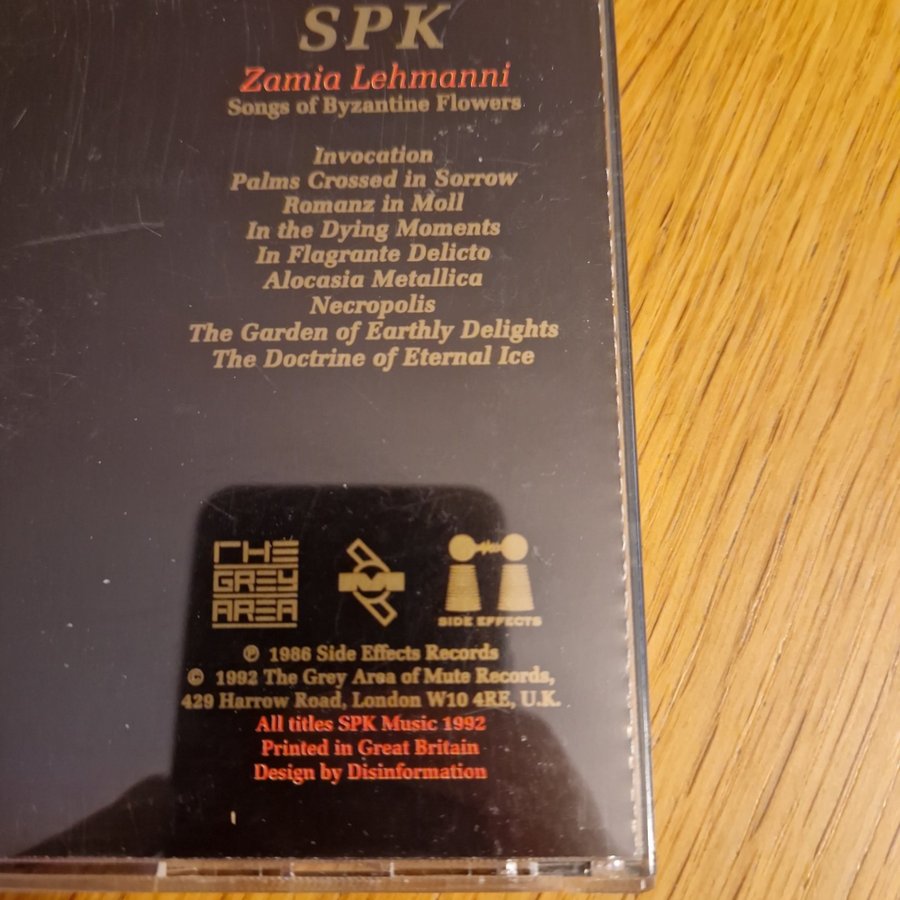 SPK
Zamia Lehmanni
Songs of Byzantine Flowers
Invocation
Palms Crossed in Sorrow
Romanz in Moll
In the Dying Moments
In Flagrante Delicto
Alocasia Metallica
Necropolis
The Garden of Earthly Delights
The Doctrine of Eternal Ice
THE
GREY
AREA
SIDE EFFECTS
℗ 1986 Side Effects Records
© 1992 The Grey Area of Mute Records,
429 Harrow Road, London W10 4RE, U.K.
All titles SPK Music 1992
Printed in Great Britain
Design by Disinformation